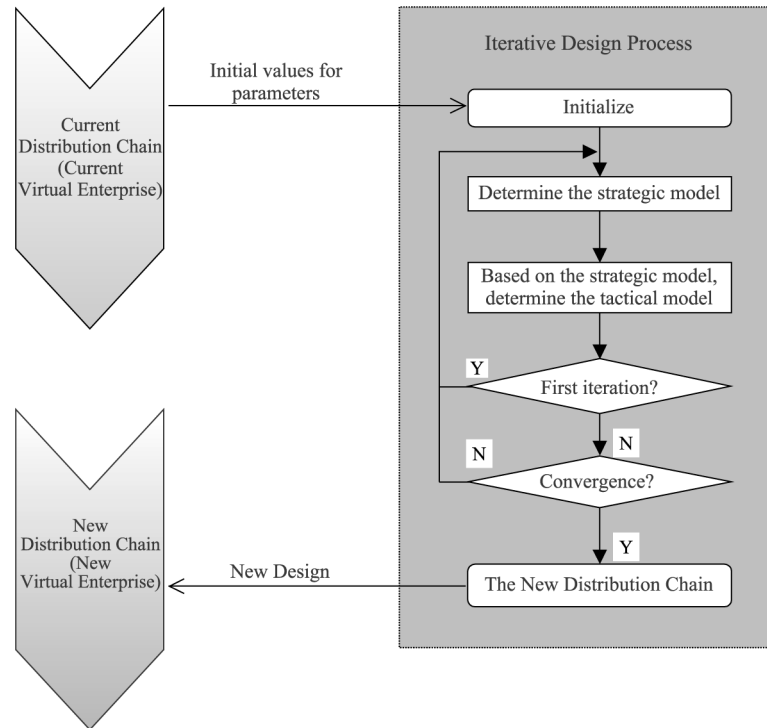 Iterative Design Process
Initial values for
parameters
Initialize
Current
Distribution Chain
(Current
Virtual Enterprise)
Determine the strategic model
Based on the strategic model,
determine the tactical model
Y
First iteration?
N
N
Convergence?
Y
New
Distribution Chain
(New
Virtual Enterprise)
New Design
The New Distribution Chain